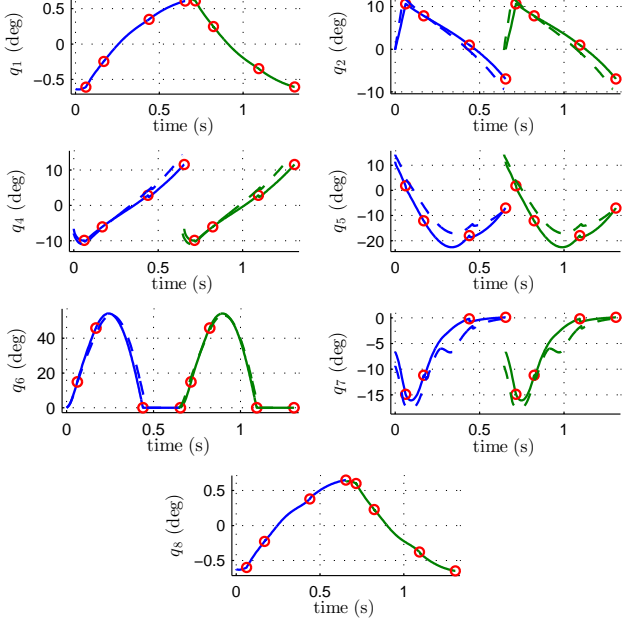 0.5
0
−0.5
q1 (deg)
0 0.5 1
time (s)
10
0
−10
q2 (deg)
0 0.5 1
time (s)
10
0
−10
q4 (deg)
0 0.5 1
time (s)
10
0
−10
−20
q5 (deg)
0 0.5 1
time (s)
40
20
0
q6 (deg)
0 0.5 1
time (s)
0
−5
−10
−15
q7 (deg)
0 0.5 1
time (s)
0.5
0
−0.5
q8 (deg)
0 0.5 1
time (s)